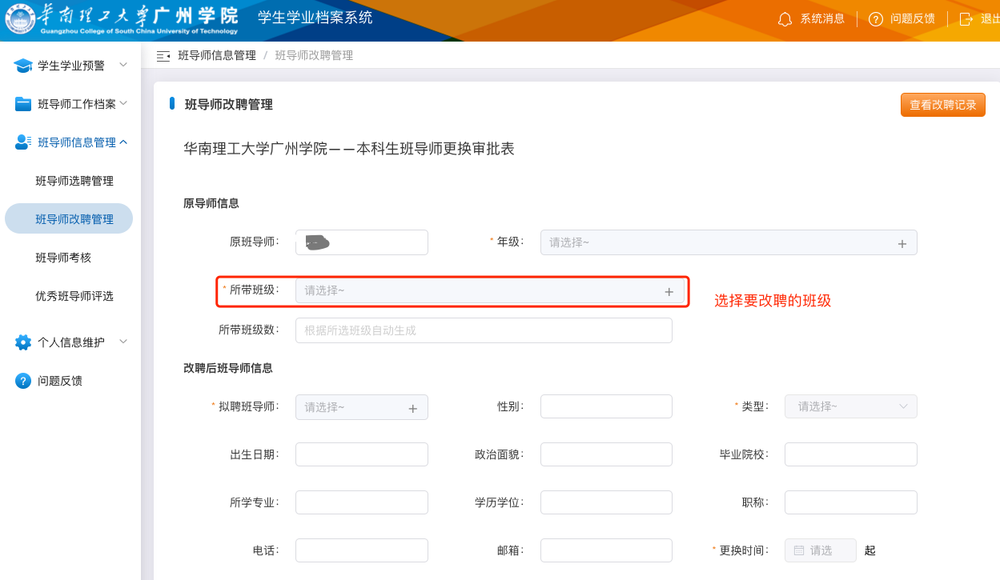 华南理工大学广州学院
Guangzhou College of South China University of Technology
学生学业档案系统
系统消息
问题反馈
退出
学生学业预警
班导师工作档案
班导师信息管理
班导师选聘管理
班导师改聘管理
班导师考核
优秀班导师评选
个人信息维护
问题反馈
班导师信息管理 / 班导师改聘管理
班导师改聘管理
查看改聘记录
华南理工大学广州学院——本科生班导师更换审批表
原导师信息
原班导师：
* 年级： 请选择~ +
* 所带班级： 请选择~ +
选择要改聘的班级
所带班级数： 根据所选班级自动生成
改聘后班导师信息
* 拟聘班导师： 请选择~ + 性别： * 类型： 请选择~
出生日期： 政治面貌： 毕业院校：
所学专业： 学历学位： 职称：
电话： 邮箱： * 更换时间： 请选 起